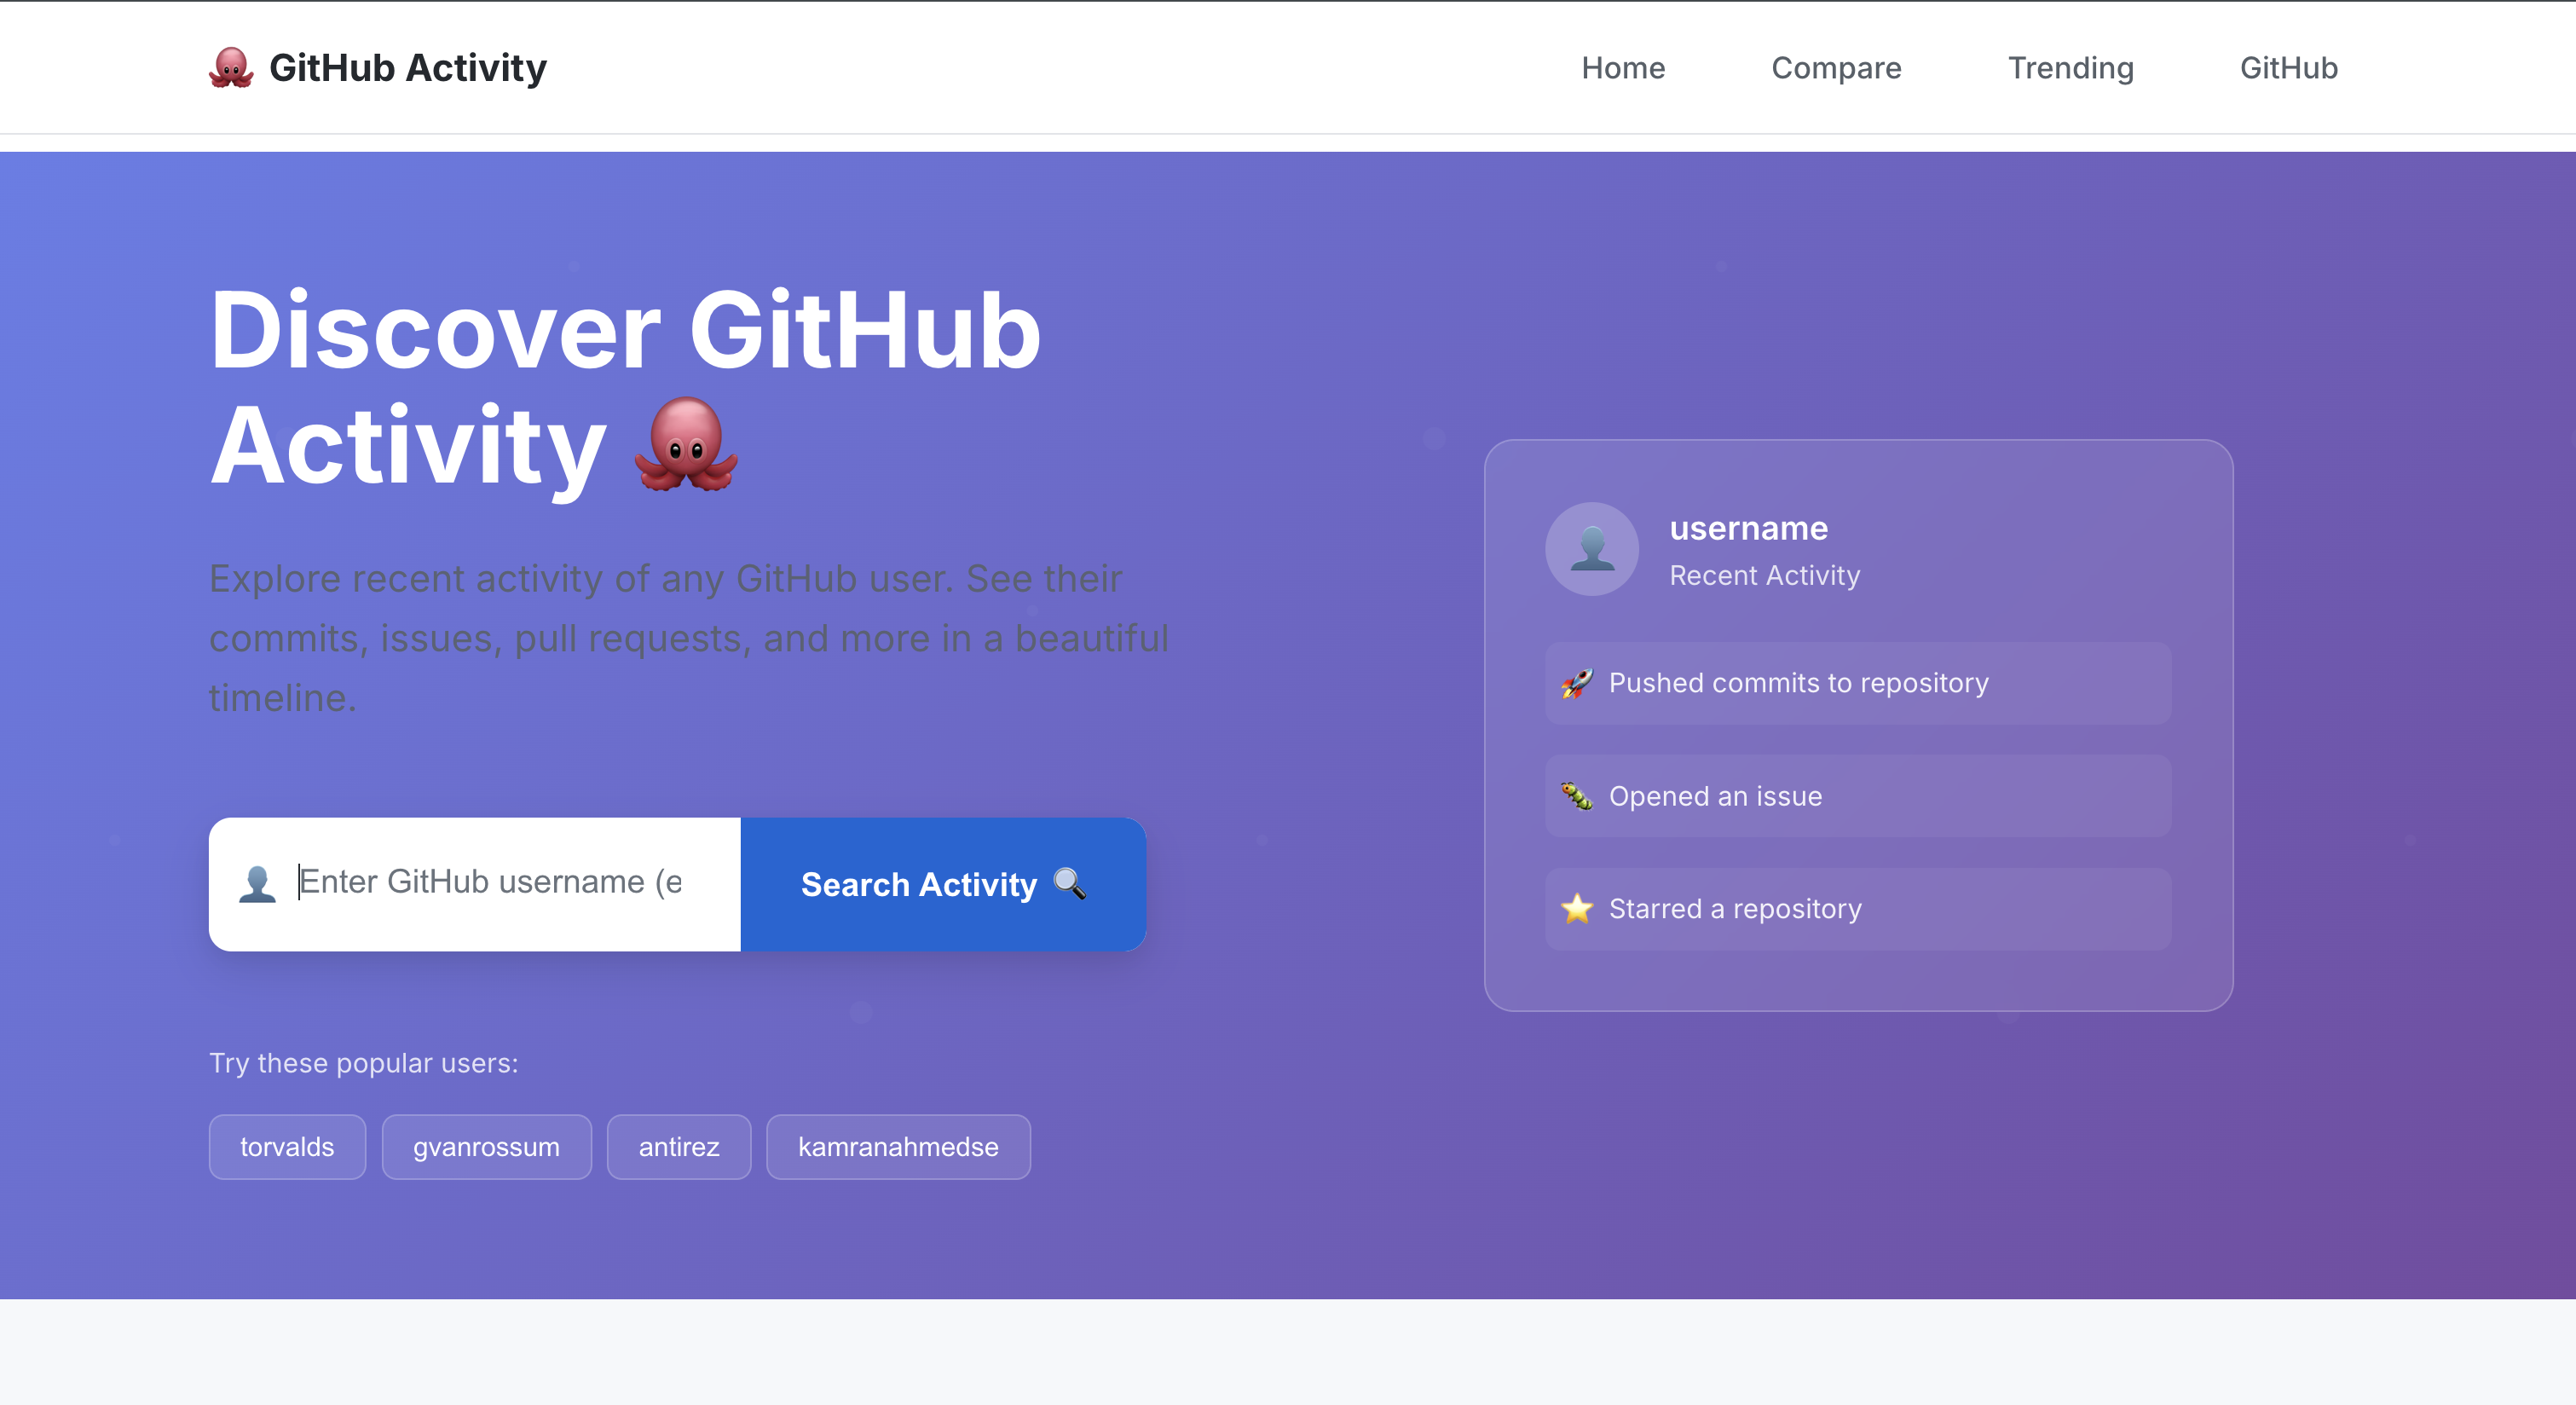 GitHub Activity
Home
Compare
Trending
GitHub
Discover GitHub
Activity
Explore recent activity of any GitHub user. See their
commits, issues, pull requests, and more in a beautiful
timeline.
Enter GitHub username (e
Search Activity
Try these popular users:
torvalds
gvanrossum
antirez
kamranahmedse
username
Recent Activity
Pushed commits to repository
Opened an issue
Starred a repository